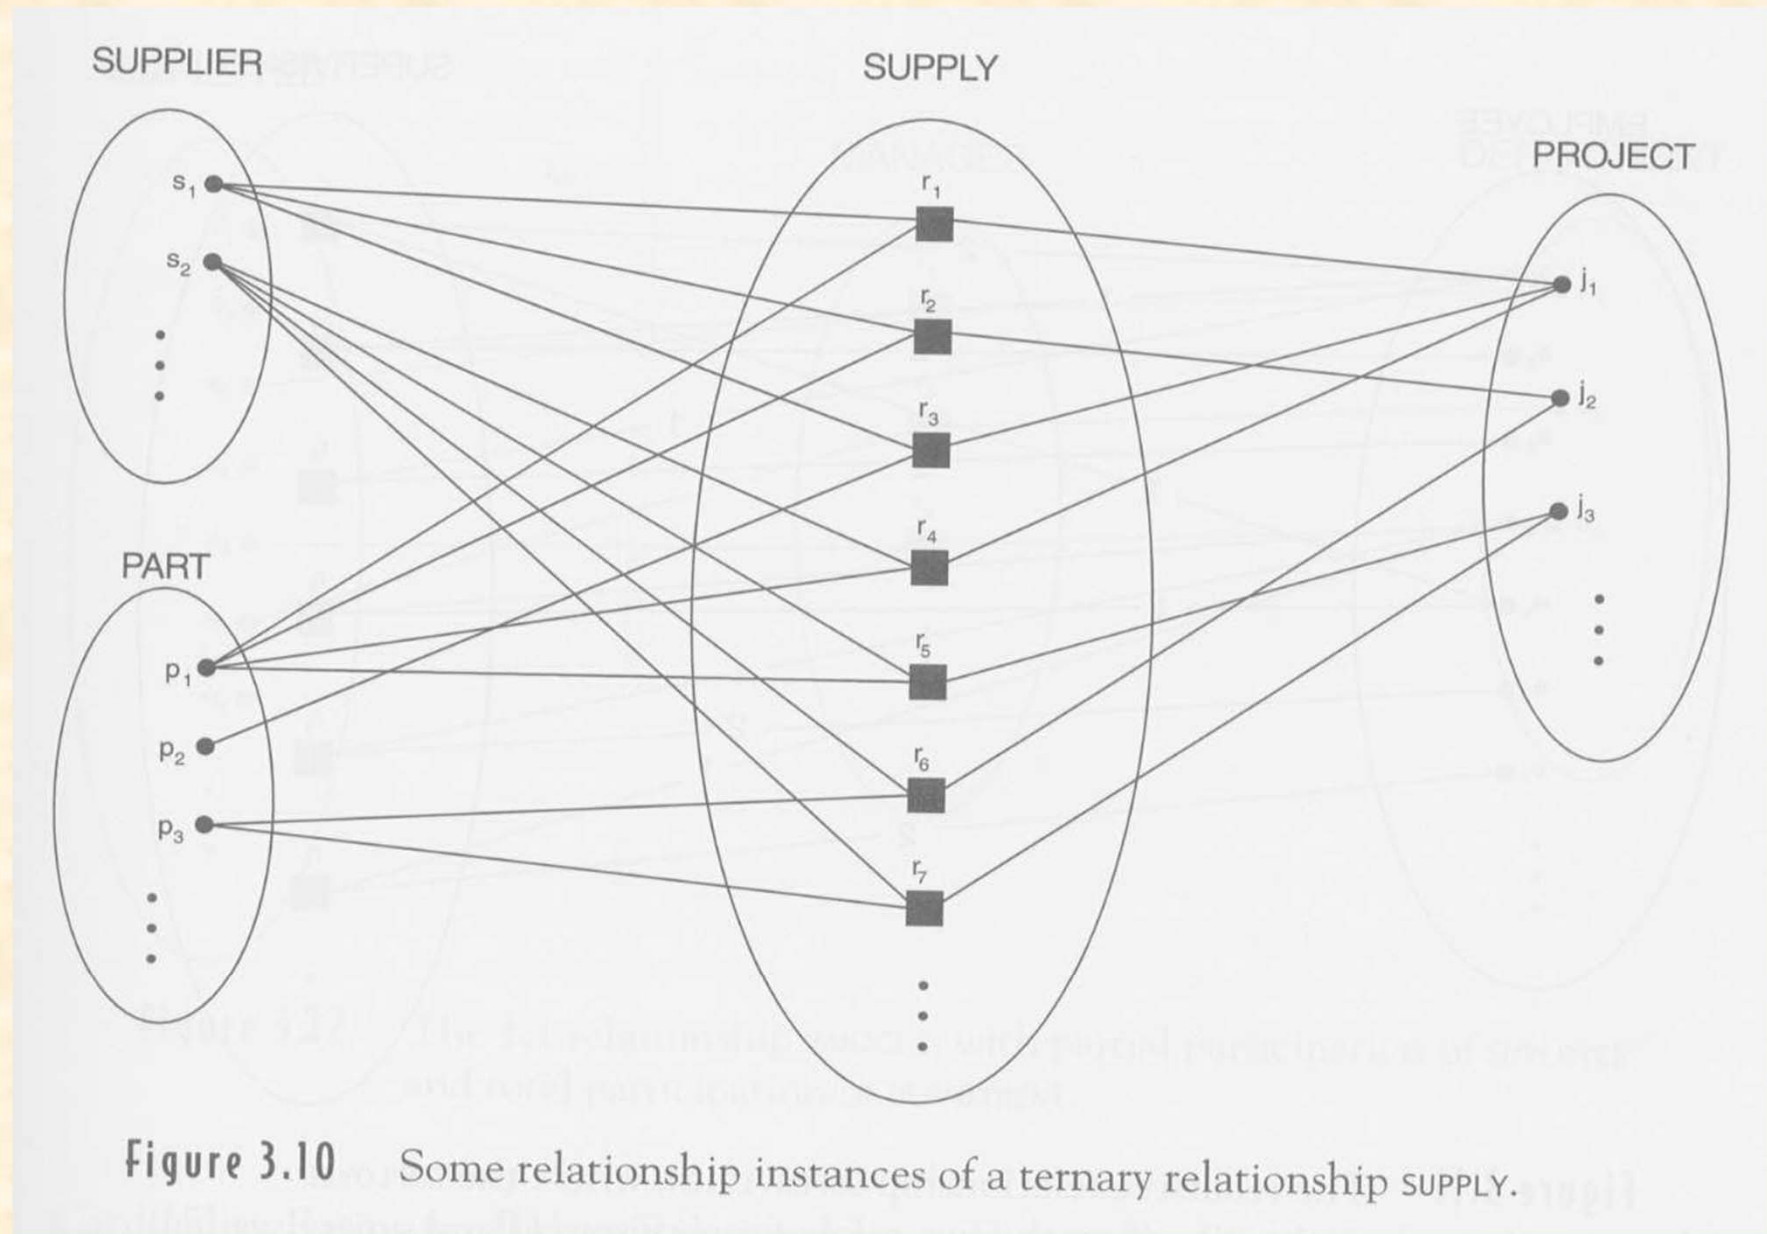 SUPPLIER
SUPPLY
PROJECT
s1
s2
PART
p1
p2
p3
r1
r2
r3
r4
r5
r6
r7
j1
j2
j3
Figure 3.10 Some relationship instances of a ternary relationship SUPPLY.